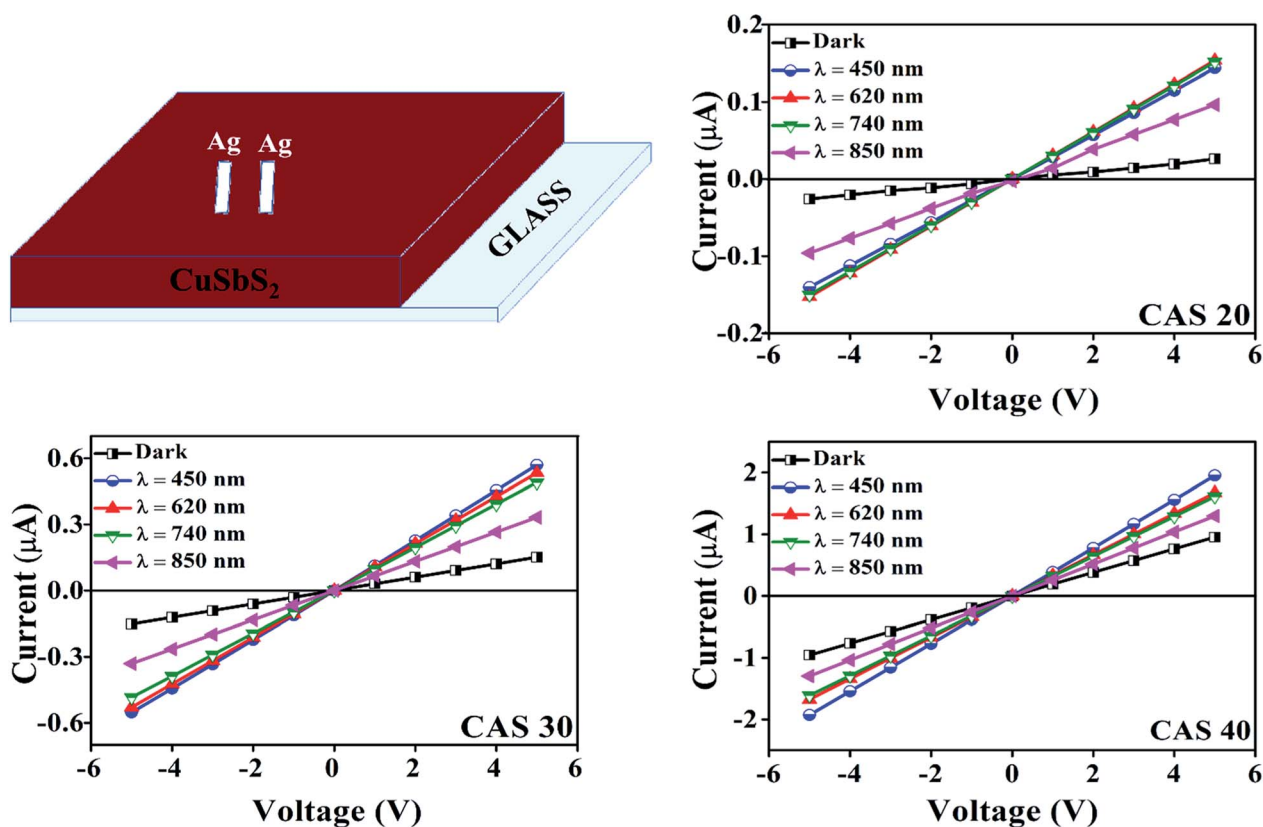 Ag Ag
CuSbS₂
GLASS
Dark
λ = 450 nm
λ = 620 nm
λ = 740 nm
λ = 850 nm
Current (μA)
0.2
0.1
0.0
-0.1
-0.2
CAS 20
-6 -4 -2 0 2 4 6
Voltage (V)
Dark
λ = 450 nm
λ = 620 nm
λ = 740 nm
λ = 850 nm
Current (μA)
0.6
0.3
0.0
-0.3
-0.6
CAS 30
-6 -4 -2 0 2 4 6
Voltage (V)
Dark
λ = 450 nm
λ = 620 nm
λ = 740 nm
λ = 850 nm
Current (μA)
2
1
0
-1
-2
CAS 40
-6 -4 -2 0 2 4 6
Voltage (V)